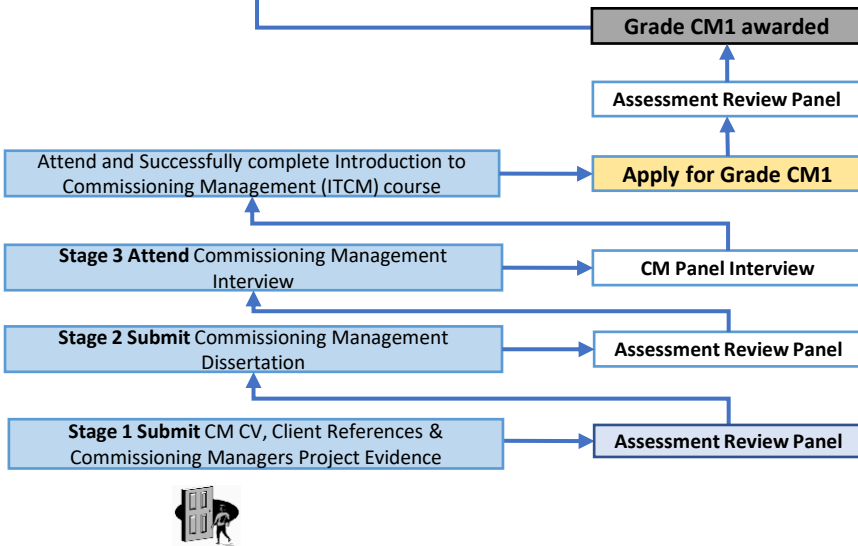 Grade CM1 awarded
Assessment Review Panel
Attend and Successfully complete Introduction to
Commissioning Management (ITCM) course
Apply for Grade CM1
Stage 3 Attend Commissioning Management
Interview
CM Panel Interview
Stage 2 Submit Commissioning Management
Dissertation
Assessment Review Panel
Stage 1 Submit CM CV, Client References &
Commissioning Managers Project Evidence
Assessment Review Panel